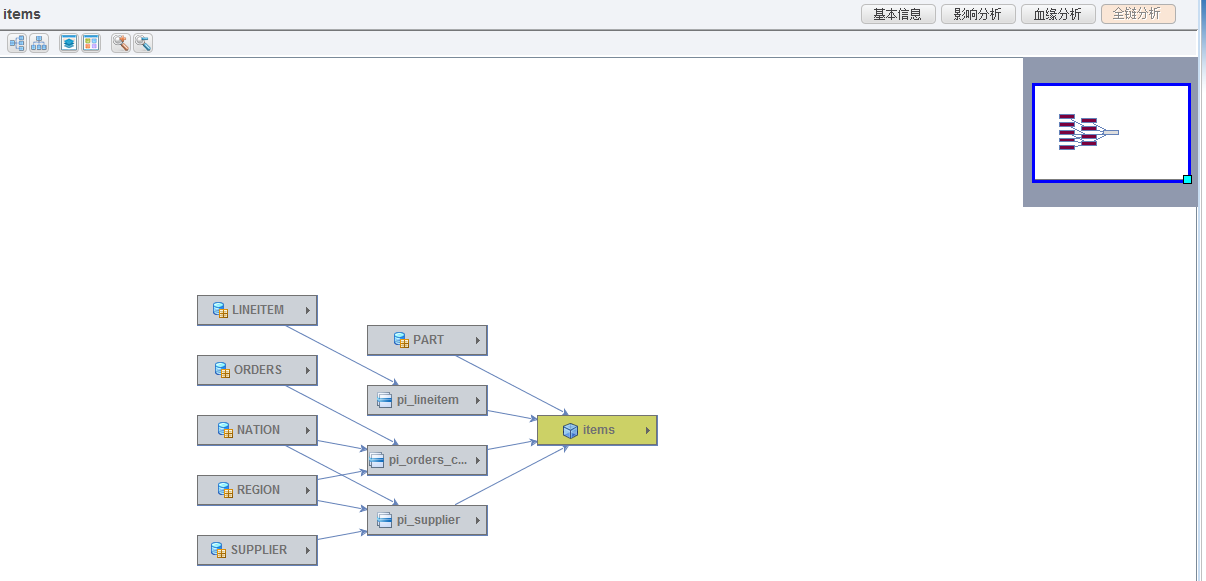 items
基本信息 影响分析 血缘分析 全链分析
LINEITEM
PART
ORDERS
pi_lineitem
NATION
items
pi_orders_c...
REGION
pi_supplier
SUPPLIER